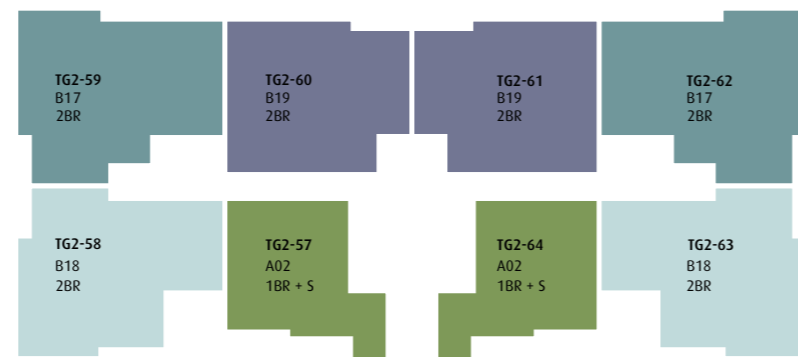 TG2-59
B17
2BR
TG2-60
B19
2BR
TG2-61
B19
2BR
TG2-62
B17
2BR
TG2-58
B18
2BR
TG2-57
A02
1BR + S
TG2-64
A02
1BR + S
TG2-63
B18
2BR